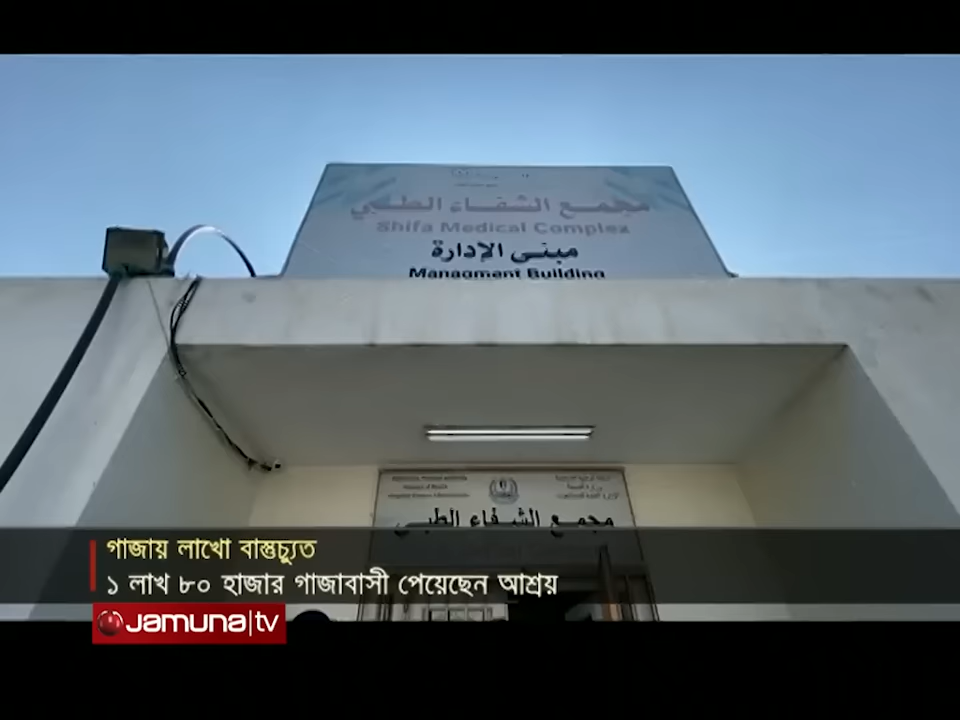 مجمع الشفاء الطبي
Shifa Medical Complex
مبنى الإدارة
Managment Building
مجمع الشفاء الطبي
গাজায় লাখো বাস্তুচ্যুত
১ লাখ ৮০ হাজার গাজাবাসী পেয়েছেন আশ্রয়
Jamuna|tv